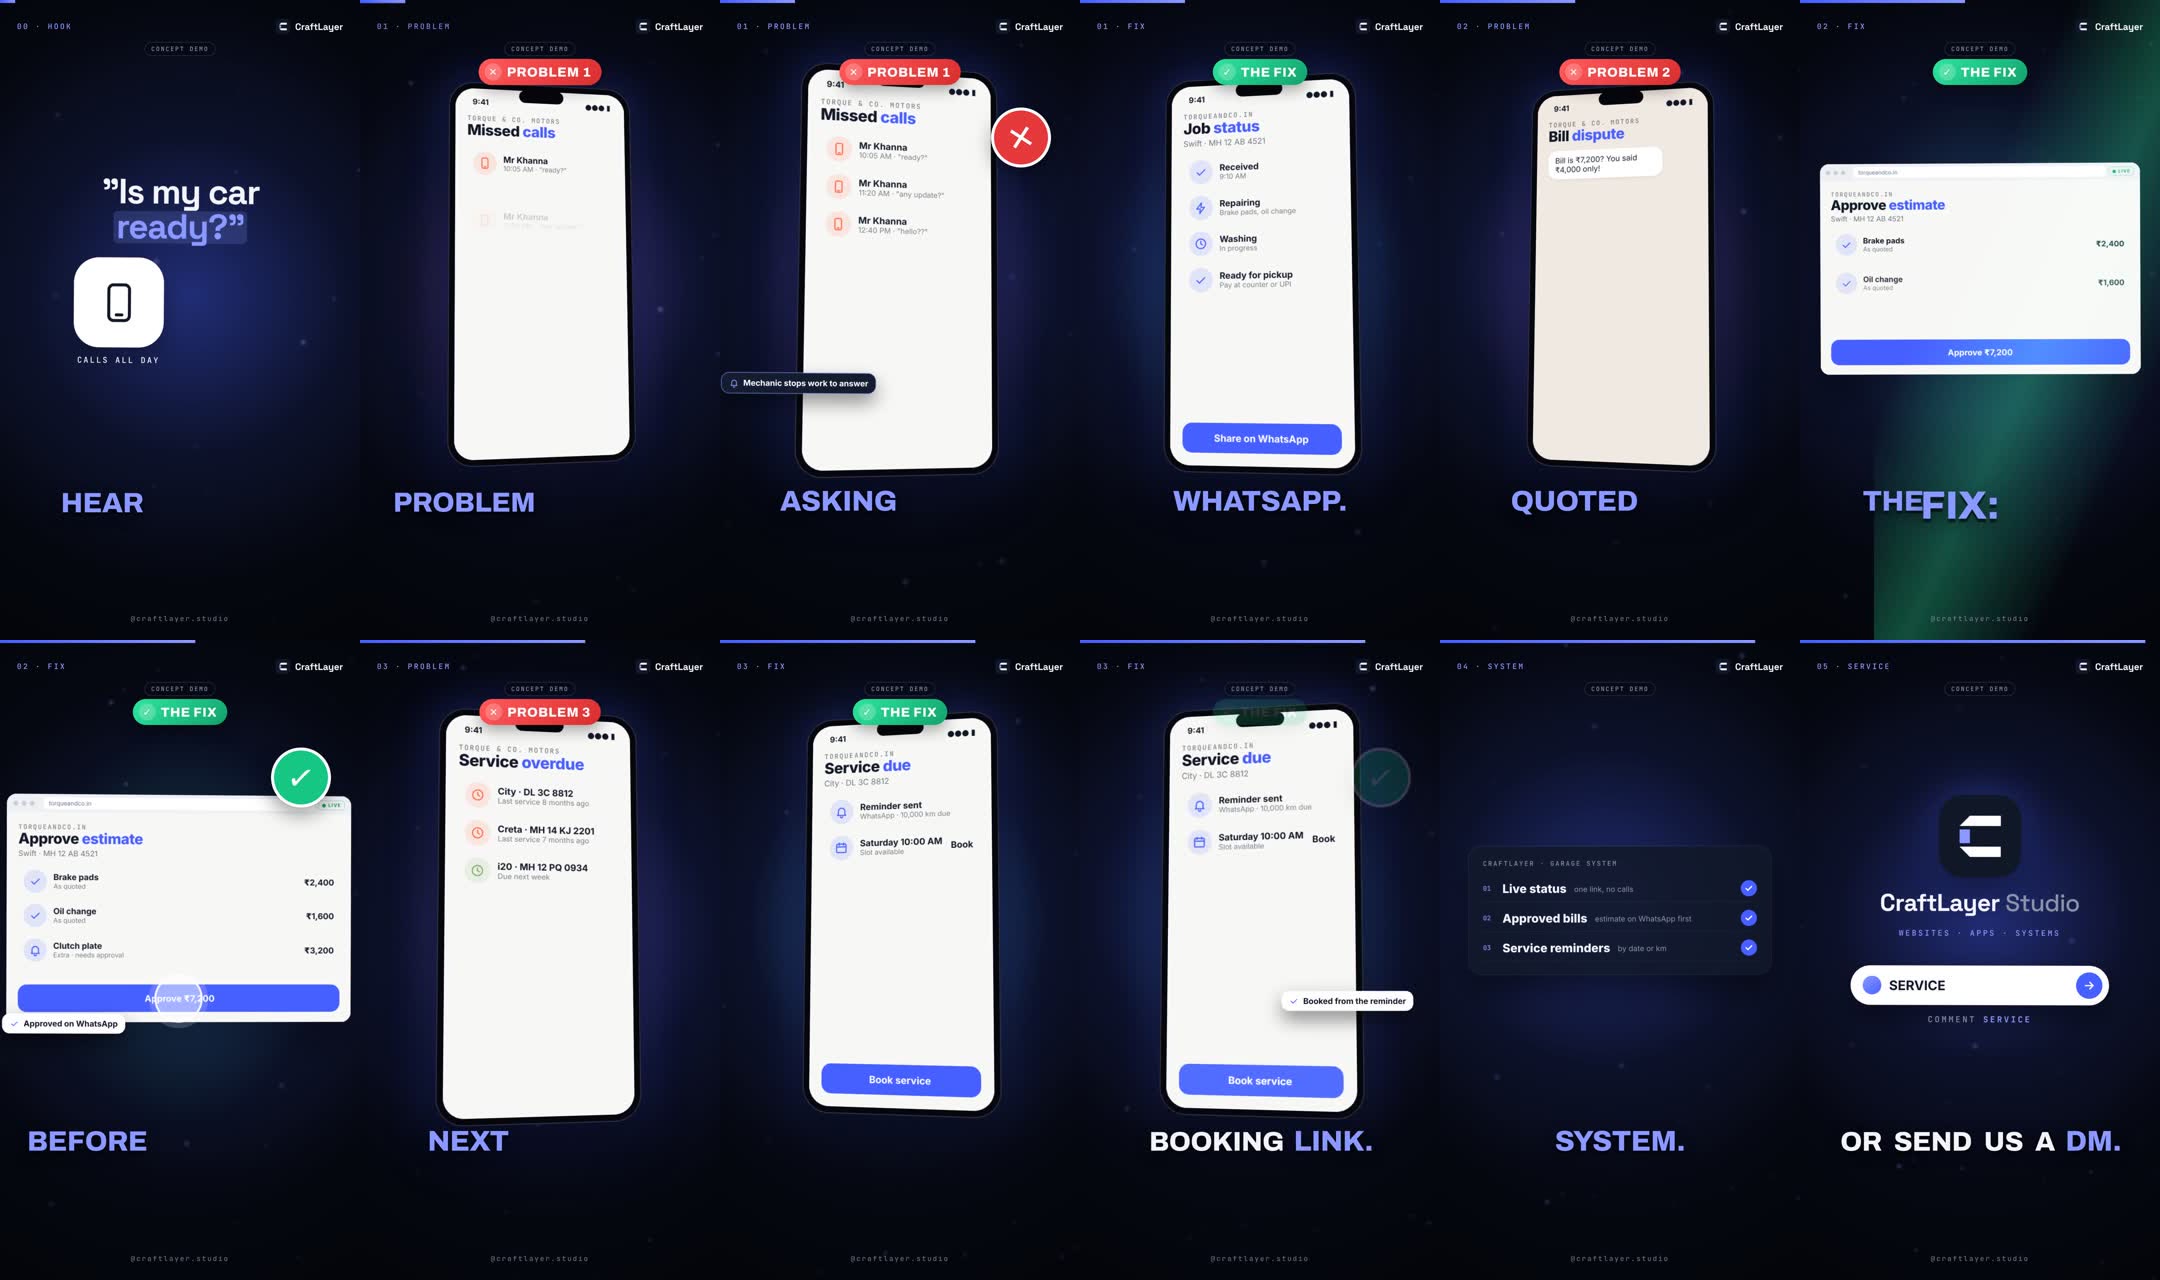 00 · HOOK
CraftLayer
CONCEPT DEMO
”Is my car
ready?”
CALLS ALL DAY
HEAR
@craftlayer.studio
01 · PROBLEM
CraftLayer
CONCEPT DEMO
PROBLEM 1
9:41
TORQUE & CO. MOTORS
Missed calls
Mr Khanna
10:05 AM · "ready?"
Mr Khanna
PROBLEM
@craftlayer.studio
01 · PROBLEM
CraftLayer
CONCEPT DEMO
PROBLEM 1
9:41
TORQUE & CO. MOTORS
Missed calls
Mr Khanna
10:05 AM · "ready?"
Mr Khanna
11:20 AM · "any update?"
Mr Khanna
12:40 PM · "hello??"
Mechanic stops work to answer
ASKING
@craftlayer.studio
01 · FIX
CraftLayer
CONCEPT DEMO
THE FIX
9:41
TORQUEANDCO.IN
Job status
Swift · MH 12 AB 4521
Received
9:10 AM
Repairing
Brake pads, oil change
Washing
In progress
Ready for pickup
Pay at counter or UPI
Share on WhatsApp
WHATSAPP.
@craftlayer.studio
02 · PROBLEM
CraftLayer
CONCEPT DEMO
PROBLEM 2
9:41
TORQUE & CO. MOTORS
Bill dispute
Bill is ₹7,200? You said
₹4,000 only!
QUOTED
@craftlayer.studio
02 · FIX
CraftLayer
CONCEPT DEMO
THE FIX
torqueandco.in
LIVE
TORQUEANDCO.IN
Approve estimate
Swift · MH 12 AB 4521
Brake pads
As quoted
₹2,400
Oil change
As quoted
₹1,600
Approve ₹7,200
THE FIX:
@craftlayer.studio
02 · FIX
CraftLayer
CONCEPT DEMO
THE FIX
torqueandco.in
LIVE
TORQUEANDCO.IN
Approve estimate
Swift · MH 12 AB 4521
Brake pads
As quoted
₹2,400
Oil change
As quoted
₹1,600
Clutch plate
Extra · needs approval
₹3,200
Approve ₹7,200
Approved on WhatsApp
BEFORE
@craftlayer.studio
03 · PROBLEM
CraftLayer
CONCEPT DEMO
PROBLEM 3
9:41
TORQUE & CO. MOTORS
Service overdue
City · DL 3C 8812
Last service 8 months ago
Creta · MH 14 KJ 2201
Last service 7 months ago
i20 · MH 12 PQ 0934
Due next week
NEXT
@craftlayer.studio
03 · FIX
CraftLayer
CONCEPT DEMO
THE FIX
9:41
TORQUEANDCO.IN
Service due
City · DL 3C 8812
Reminder sent
WhatsApp · 10,000 km due
Saturday 10:00 AM
Slot available
Book
Book service
@craftlayer.studio
03 · FIX
CraftLayer
CONCEPT DEMO
THE FIX
9:41
TORQUEANDCO.IN
Service due
City · DL 3C 8812
Reminder sent
WhatsApp · 10,000 km due
Saturday 10:00 AM
Slot available
Book
Booked from the reminder
Book service
BOOKING LINK.
@craftlayer.studio
04 · SYSTEM
CraftLayer
CONCEPT DEMO
CRAFTLAYER · GARAGE SYSTEM
01 Live status one link, no calls
02 Approved bills estimate on WhatsApp first
03 Service reminders by date or km
SYSTEM.
@craftlayer.studio
05 · SERVICE
CraftLayer
CONCEPT DEMO
CraftLayer Studio
WEBSITES · APPS · SYSTEMS
SERVICE
COMMENT SERVICE
OR SEND US A DM.
@craftlayer.studio